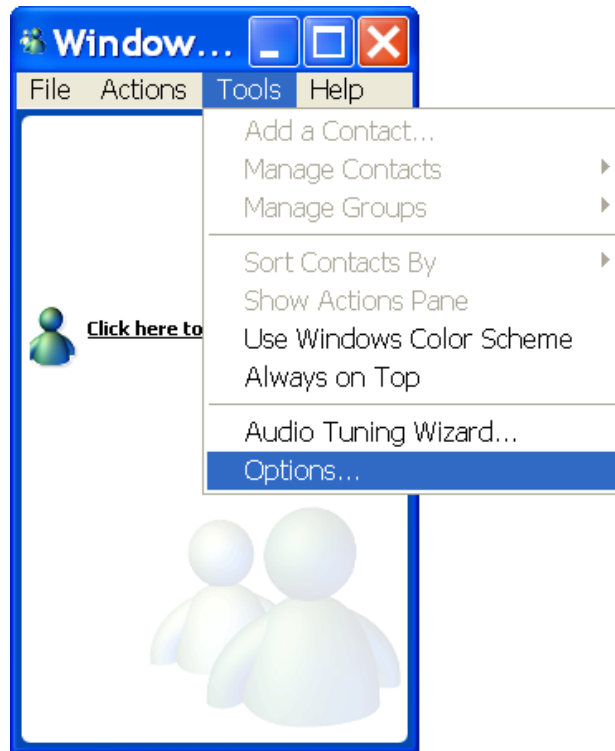 Window...
File Actions Tools Help
Add a Contact...
Manage Contacts
Manage Groups
Sort Contacts By
Show Actions Pane
Click here to
Use Windows Color Scheme
Always on Top
Audio Tuning Wizard...
Options...